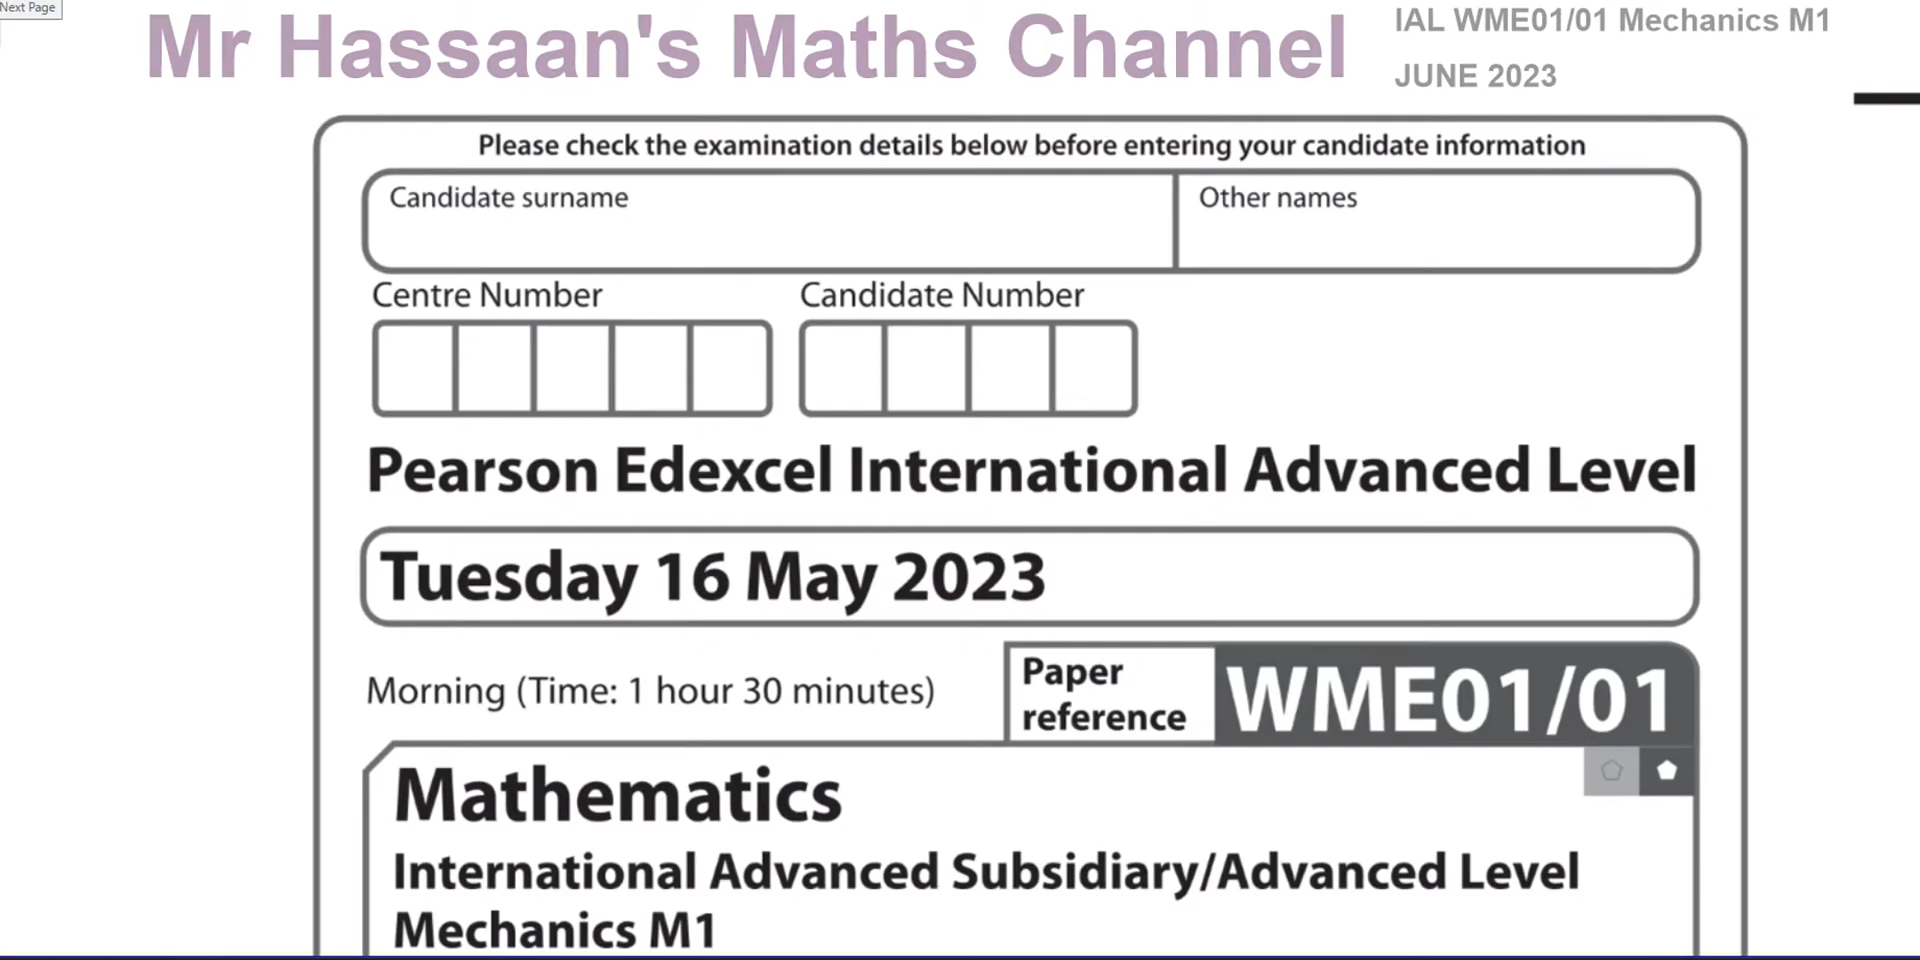 Next Page
Mr Hassaan's Maths Channel
IAL WME01/01 Mechanics M1
JUNE 2023
Please check the examination details below before entering your candidate information
Candidate surname
Other names
Centre Number
Candidate Number
Pearson Edexcel International Advanced Level
Tuesday 16 May 2023
Morning (Time: 1 hour 30 minutes)
Paper
reference
WME01/01
Mathematics
International Advanced Subsidiary/Advanced Level
Mechanics M1